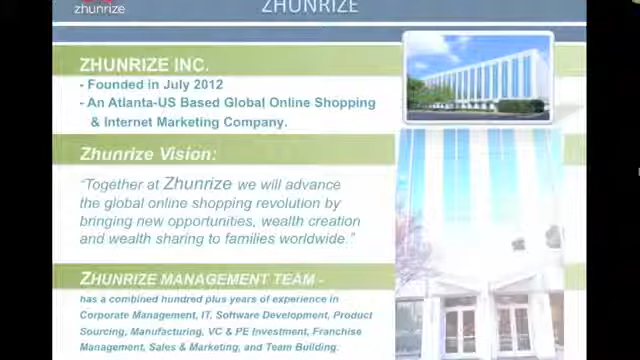 zhunrize
ZHUNRIZE
ZHUNRIZE INC.
- Founded in July 2012
- An Atlanta-US Based Global Online Shopping
& Internet Marketing Company.
Zhunrize Vision:
“Together at Zhunrize we will advance
the global online shopping revolution by
bringing new opportunities, wealth creation
and wealth sharing to families worldwide.”
ZHUNRIZE MANAGEMENT TEAM -
has a combined hundred plus years of experience in
Corporate Management, IT, Software Development, Product
Sourcing, Manufacturing, VC & PE Investment, Franchise
Management, Sales & Marketing, and Team Building.